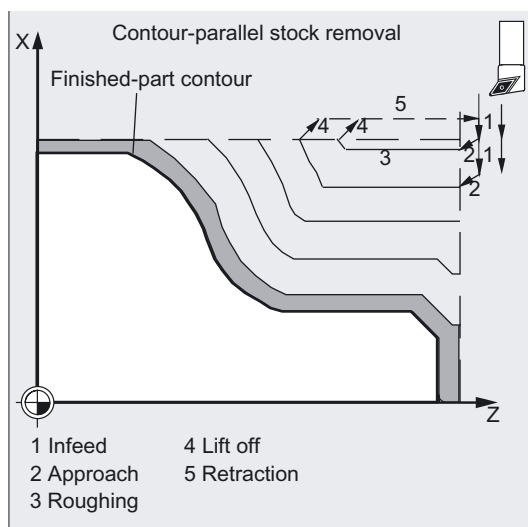 Contour-parallel stock removal
X
Finished-part contour
5
1
4 4
3
2 1
2
Z
1 Infeed 4 Lift off
2 Approach 5 Retraction
3 Roughing